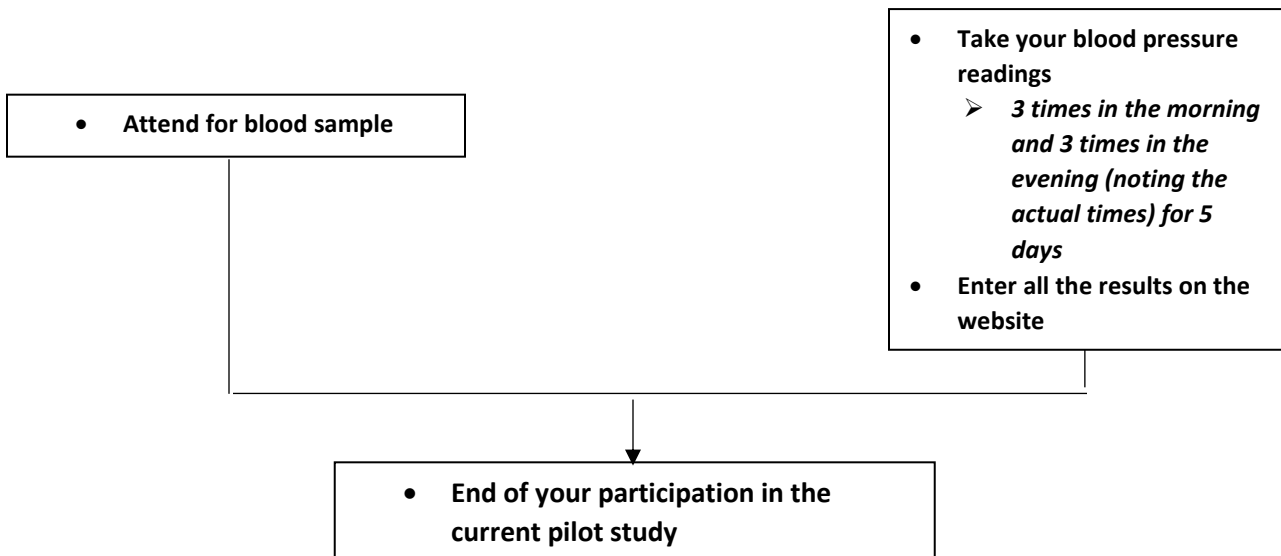 • Attend for blood sample
• Take your blood pressure
readings
➢ 3 times in the morning
and 3 times in the
evening (noting the
actual times) for 5
days
• Enter all the results on the
website
• End of your participation in the
current pilot study